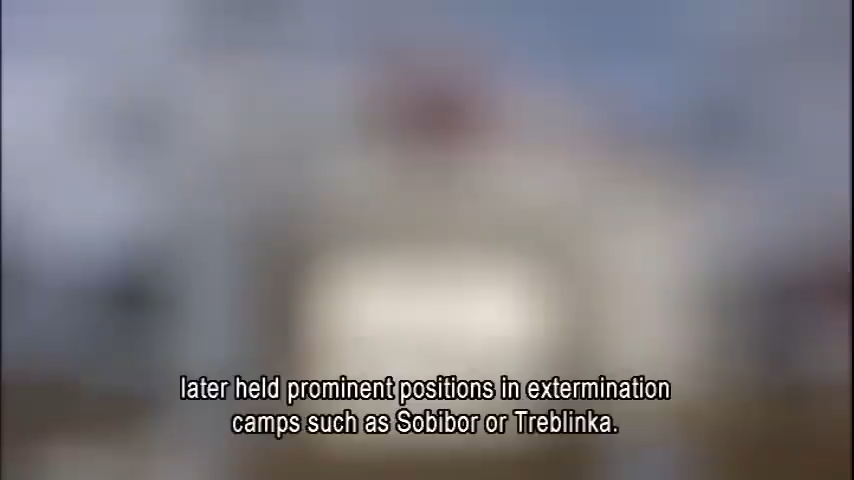 later held prominent positions in extermination
camps such as Sobibor or Treblinka.